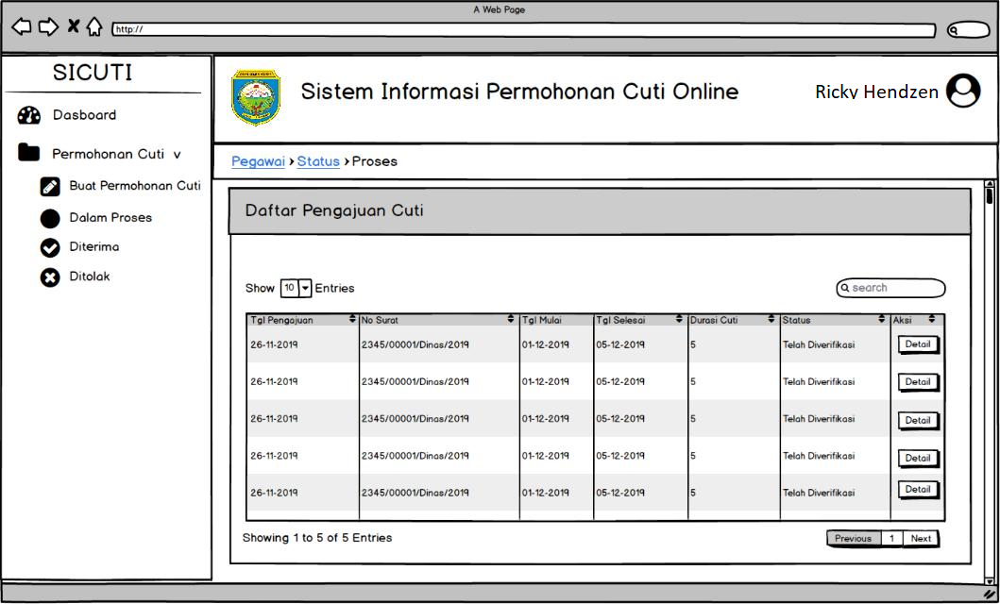 A Web Page
http://
SICUTI
Dasboard
Permohonan Cuti v
Buat Permohonan Cuti
Dalam Proses
Diterima
Ditolak
Sistem Informasi Permohonan Cuti Online
Ricky Hendzen
Pegawai > Status > Proses
Daftar Pengajuan Cuti
Show 10 Entries
search
Tgl Pengajuan No Surat Tgl Mulai Tgl Selesai Durasi Cuti Status Aksi
26-11-2019 2345/00001/Dinas/2019 01-12-2019 05-12-2019 5 Telah Diverifikasi Detail
26-11-2019 2345/00001/Dinas/2019 01-12-2019 05-12-2019 5 Telah Diverifikasi Detail
26-11-2019 2345/00001/Dinas/2019 01-12-2019 05-12-2019 5 Telah Diverifikasi Detail
26-11-2019 2345/00001/Dinas/2019 01-12-2019 05-12-2019 5 Telah Diverifikasi Detail
26-11-2019 2345/00001/Dinas/2019 01-12-2019 05-12-2019 5 Telah Diverifikasi Detail
Showing 1 to 5 of 5 Entries
Previous 1 Next